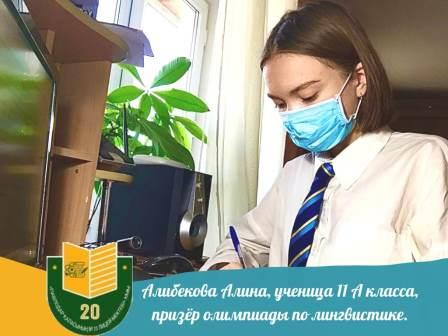 Алибекова Алина, ученица 11 А класса,
призёр олимпиады по лингвистике.
20